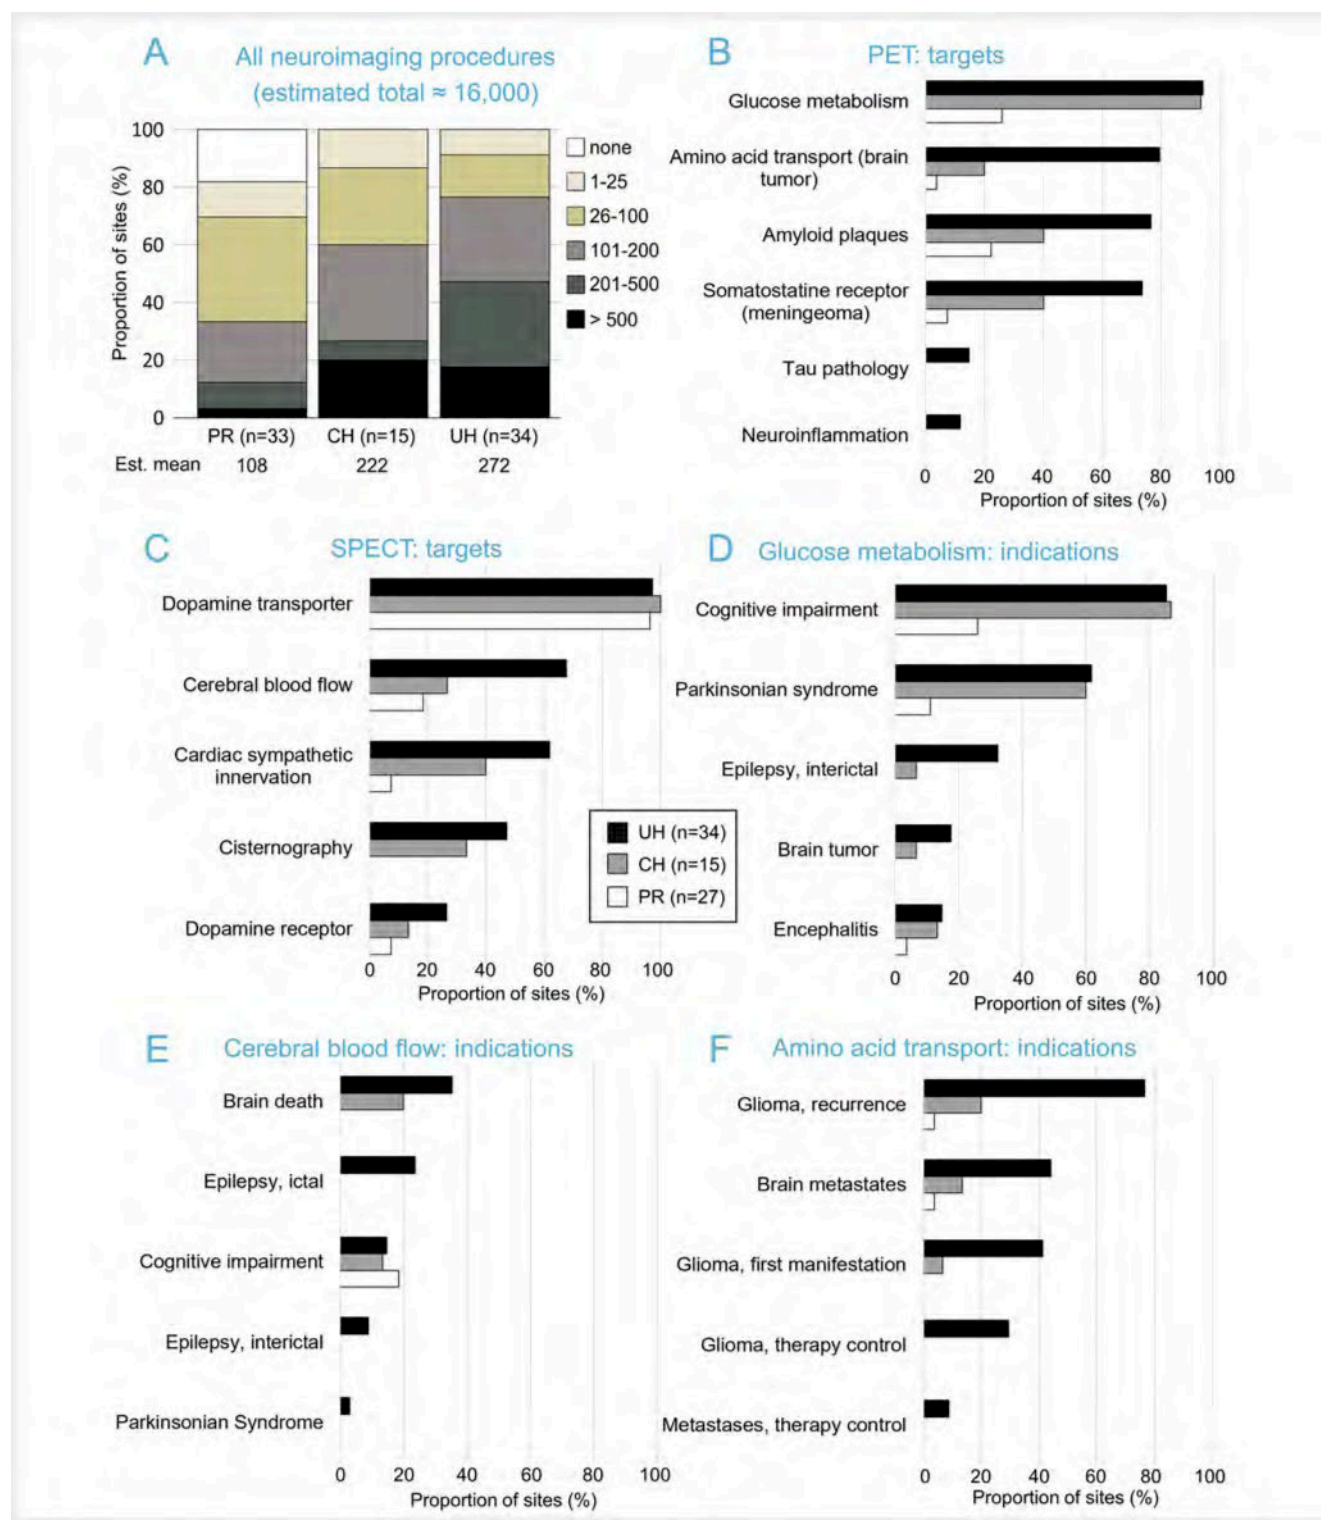 A
All neuroimaging procedures
(estimated total ≈ 16,000)
Proportion of sites (%)
100
80
60
40
20
0
none
1-25
26-100
101-200
201-500
> 500
PR (n=33) CH (n=15) UH (n=34)
Est. mean 108 222 272
B
PET: targets
Glucose metabolism
Amino acid transport (brain
tumor)
Amyloid plaques
Somatostatine receptor
(meningeoma)
Tau pathology
Neuroinflammation
0 20 40 60 80 100
Proportion of sites (%)
C
SPECT: targets
Dopamine transporter
Cerebral blood flow
Cardiac sympathetic
innervation
Cisternography
Dopamine receptor
0 20 40 60 80 100
Proportion of sites (%)
UH (n=34)
CH (n=15)
PR (n=27)
D
Glucose metabolism: indications
Cognitive impairment
Parkinsonian syndrome
Epilepsy, interictal
Brain tumor
Encephalitis
0 20 40 60 80 100
Proportion of sites (%)
E
Cerebral blood flow: indications
Brain death
Epilepsy, ictal
Cognitive impairment
Epilepsy, interictal
Parkinsonian Syndrome
0 20 40 60 80 100
Proportion of sites (%)
F
Amino acid transport: indications
Glioma, recurrence
Brain metastates
Glioma, first manifestation
Glioma, therapy control
Metastases, therapy control
0 20 40 60 80 100
Proportion of sites (%)